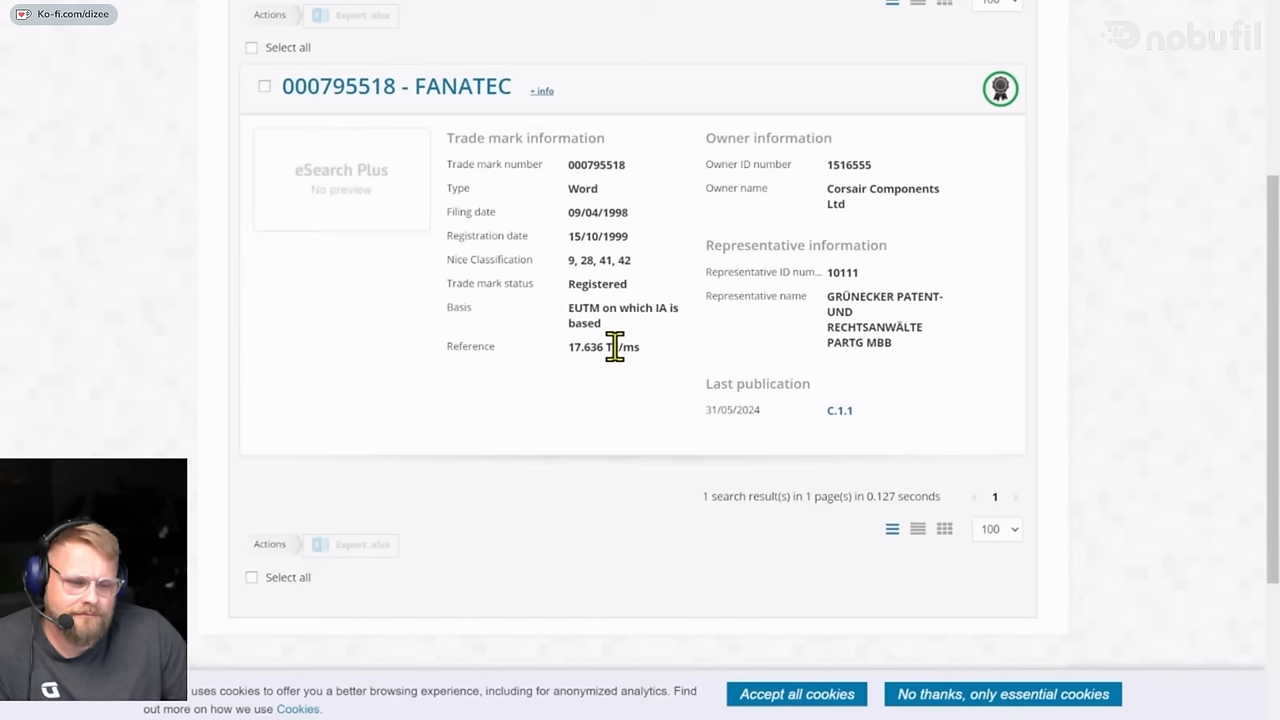 Ko-fi.com/dizee
nobufil
Actions
Export .xlsx
100
Select all
000795518 - FANATEC
+ info
eSearch Plus
No preview
Trade mark information
Trade mark number 000795518
Type Word
Filing date 09/04/1998
Registration date 15/10/1999
Nice Classification 9, 28, 41, 42
Trade mark status Registered
Basis EUTM on which IA is
based
Reference 17.636 /ms
Owner information
Owner ID number 1516555
Owner name Corsair Components
Ltd
Representative information
Representative ID num... 10111
Representative name GRÜNECKER PATENT-
UND
RECHTSANWÄLTE
PARTG MBB
Last publication
31/05/2024 C.1.1
1 search result(s) in 1 page(s) in 0.127 seconds
1
100
Actions
Export .xlsx
Select all
uses cookies to offer you a better browsing experience, including for anonymized analytics. Find
out more on how we use Cookies.
Accept all cookies
No thanks, only essential cookies